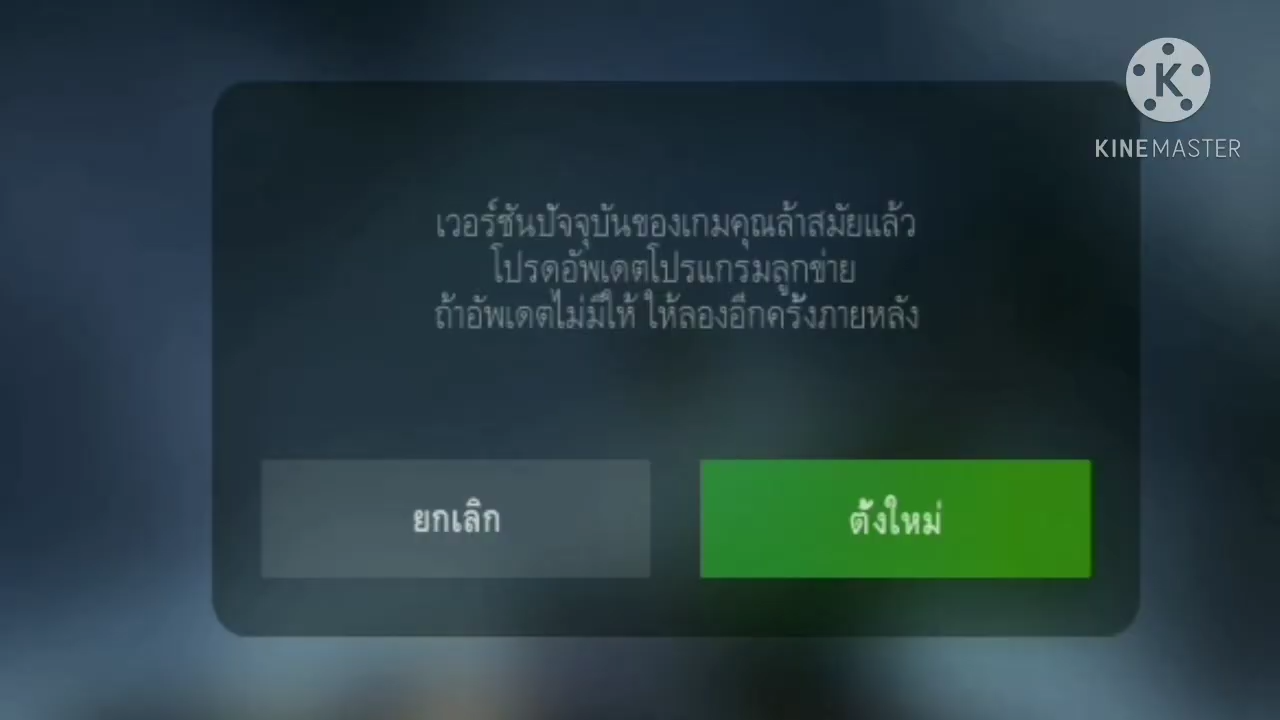 K
KINEMASTER
เวอร์ชันปัจจุบันของเกมคุณล้าสมัยแล้ว
โปรดอัพเดตโปรแกรมลูกข่าย
ถ้าอัพเดตไม่มีให้ ให้ลองอีกครั้งภายหลัง
ยกเลิก
ตั้งใหม่